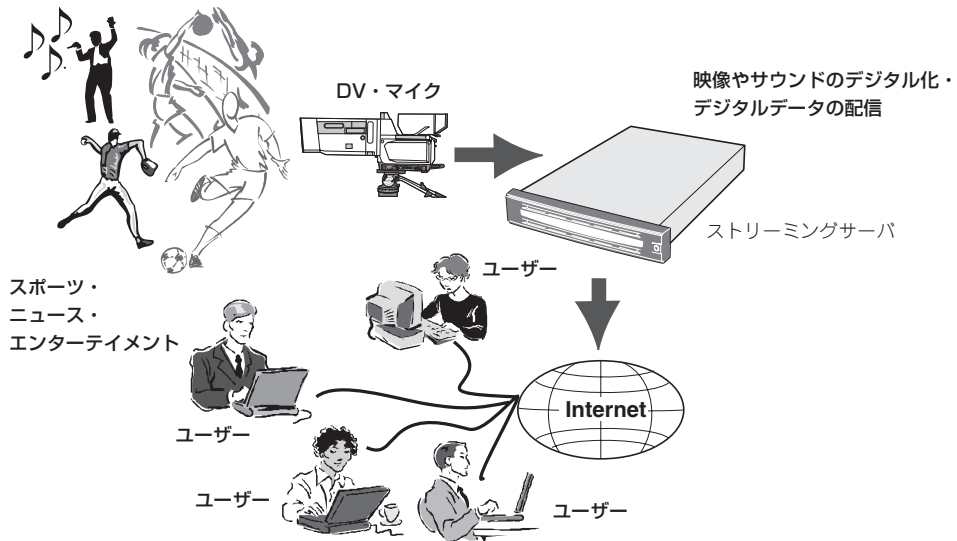 DV・マイク
映像やサウンドのデジタル化・
デジタルデータの配信
ストリーミングサーバ
スポーツ・
ニュース・
エンターテイメント
ユーザー
ユーザー
Internet
ユーザー
ユーザー